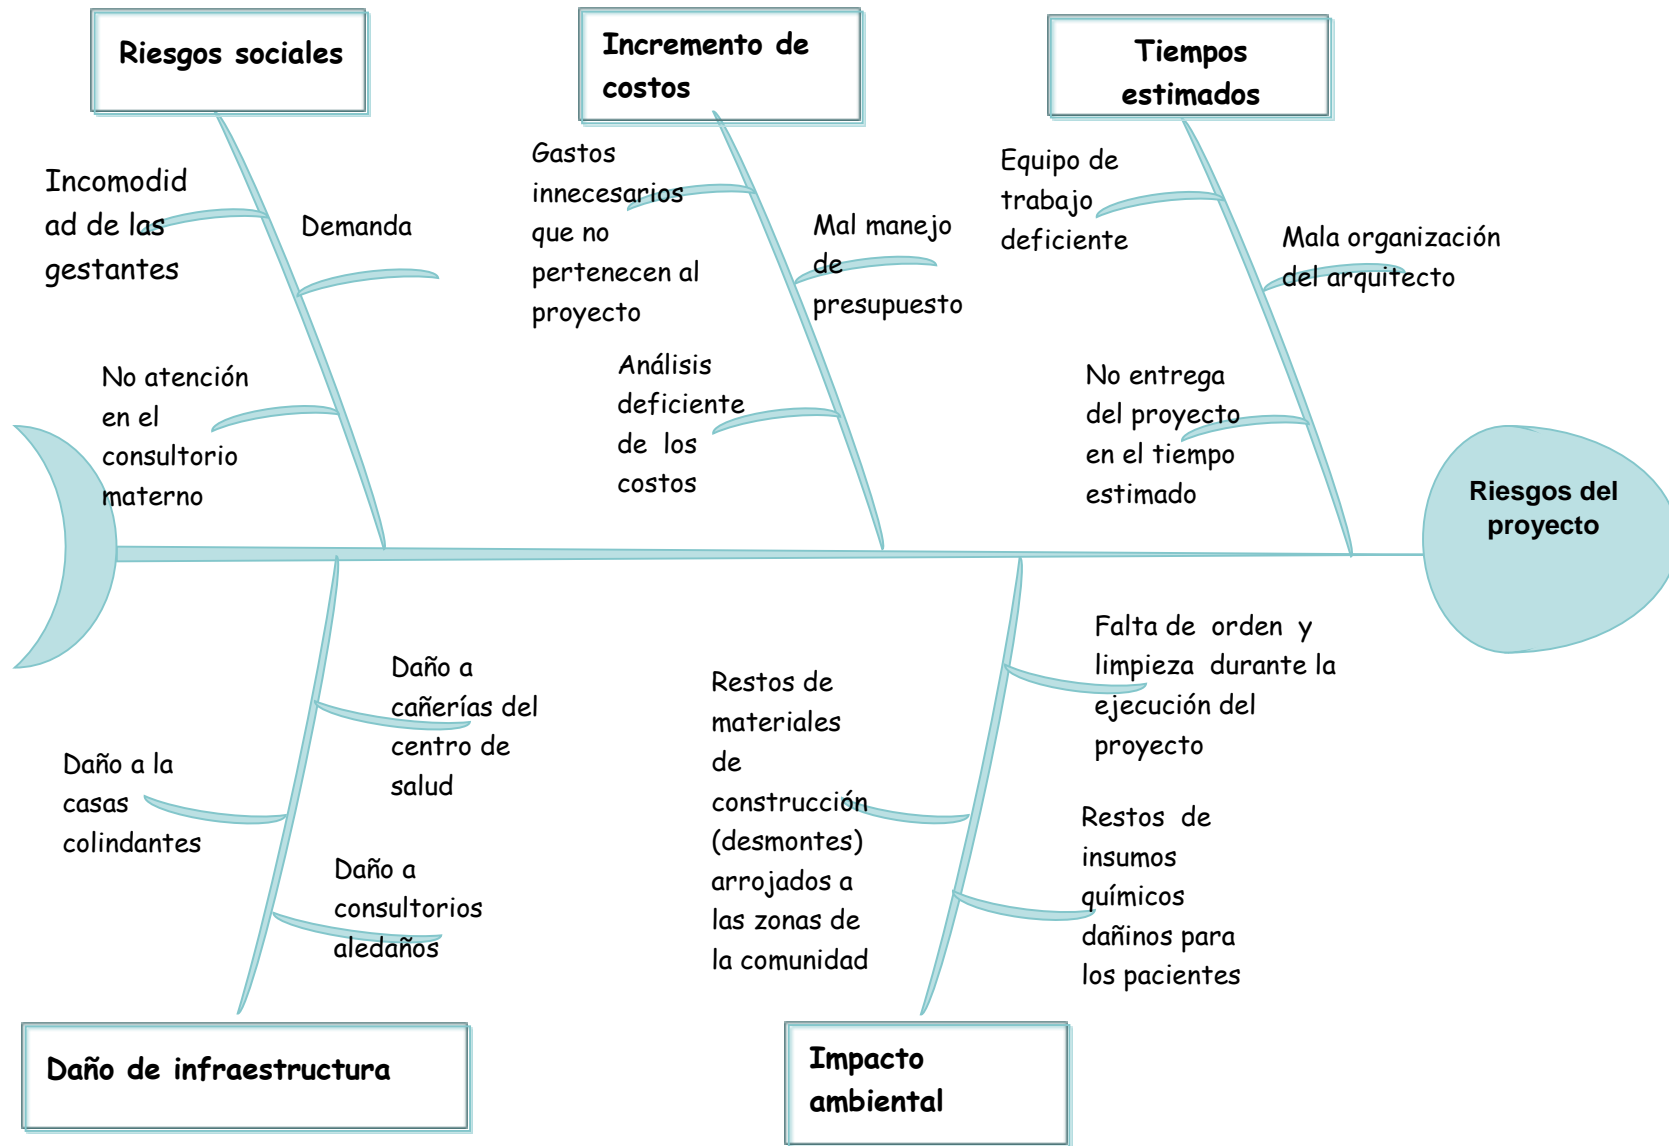 Riesgos sociales
Incremento de
costos
Tiempos
estimados
Incomodid
ad de las
gestantes
Demanda
No atención
en el
consultorio
materno
Gastos
innecesarios
que no
pertenecen al
proyecto
Mal manejo
de
presupuesto
Análisis
deficiente
de los
costos
Equipo de
trabajo
deficiente
Mala organización
del arquitecto
No entrega
del proyecto
en el tiempo
estimado
Riesgos del
proyecto
Daño a
cañerías del
centro de
salud
Daño a la
casas
colindantes
Daño a
consultorios
aledaños
Restos de
materiales
de
construcción
(desmontes)
arrojados a
las zonas de
la comunidad
Falta de orden y
limpieza durante la
ejecución del
proyecto
Restos de
insumos
químicos
dañinos para
los pacientes
Daño de infraestructura
Impacto
ambiental